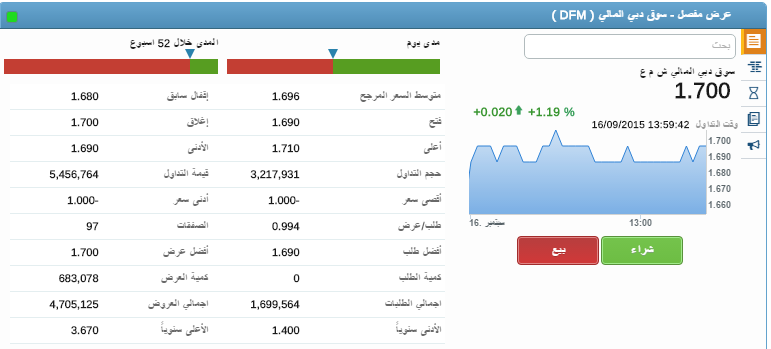 عرض مفصل - سوق دبي المالي ( DFM )
بحث
سوق دبي المالي ش م ع
1.700
+0.020 +1.19 %
وقت التداول 16/09/2015 13:59:42
1.700
1.690
1.680
1.670
1.660
16. سبتمبر 13:00
شراء بيع
مدى يوم المدى خلال 52 اسبوع
متوسط السعر المرجح 1.696 إقفال سابق 1.680
فتح 1.690 إغلاق 1.700
أعلى 1.710 الأدنى 1.690
حجم التداول 3,217,931 قيمة التداول 5,456,764
أقصى سعر -1.000 أدنى سعر -1.000
طلب/عرض 0.994 الصفقات 97
أفضل طلب 1.690 أفضل عرض 1.700
كمية الطلب 0 كمية العرض 683,078
اجمالي الطلبات 1,699,564 اجمالي العروض 4,705,125
الأدنى سنوياً 1.400 الأعلى سنوياً 3.670